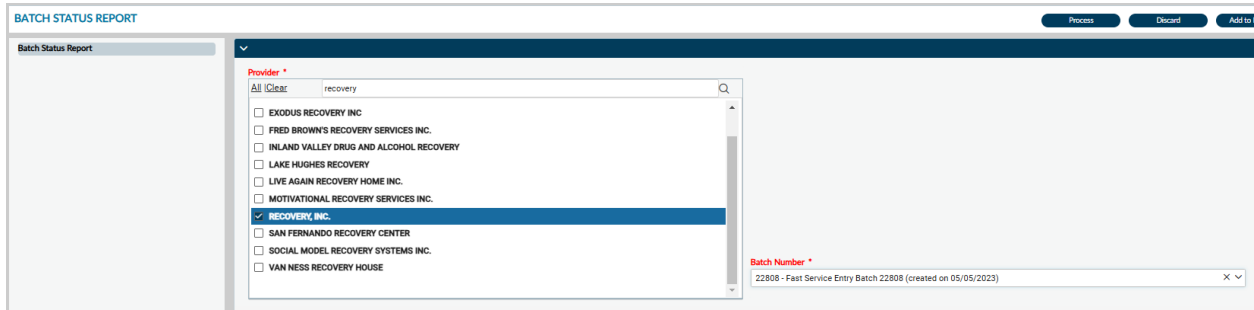 BATCH STATUS REPORT
Process Discard Add to
Batch Status Report
Provider *
All |Clear recovery
EXODUS RECOVERY INC
FRED BROWN'S RECOVERY SERVICES INC.
INLAND VALLEY DRUG AND ALCOHOL RECOVERY
LAKE HUGHES RECOVERY
LIVE AGAIN RECOVERY HOME INC.
MOTIVATIONAL RECOVERY SERVICES INC.
RECOVERY, INC.
SAN FERNANDO RECOVERY CENTER
SOCIAL MODEL RECOVERY SYSTEMS INC.
VAN NESS RECOVERY HOUSE
Batch Number *
22808 - Fast Service Entry Batch 22808 (created on 05/05/2023)